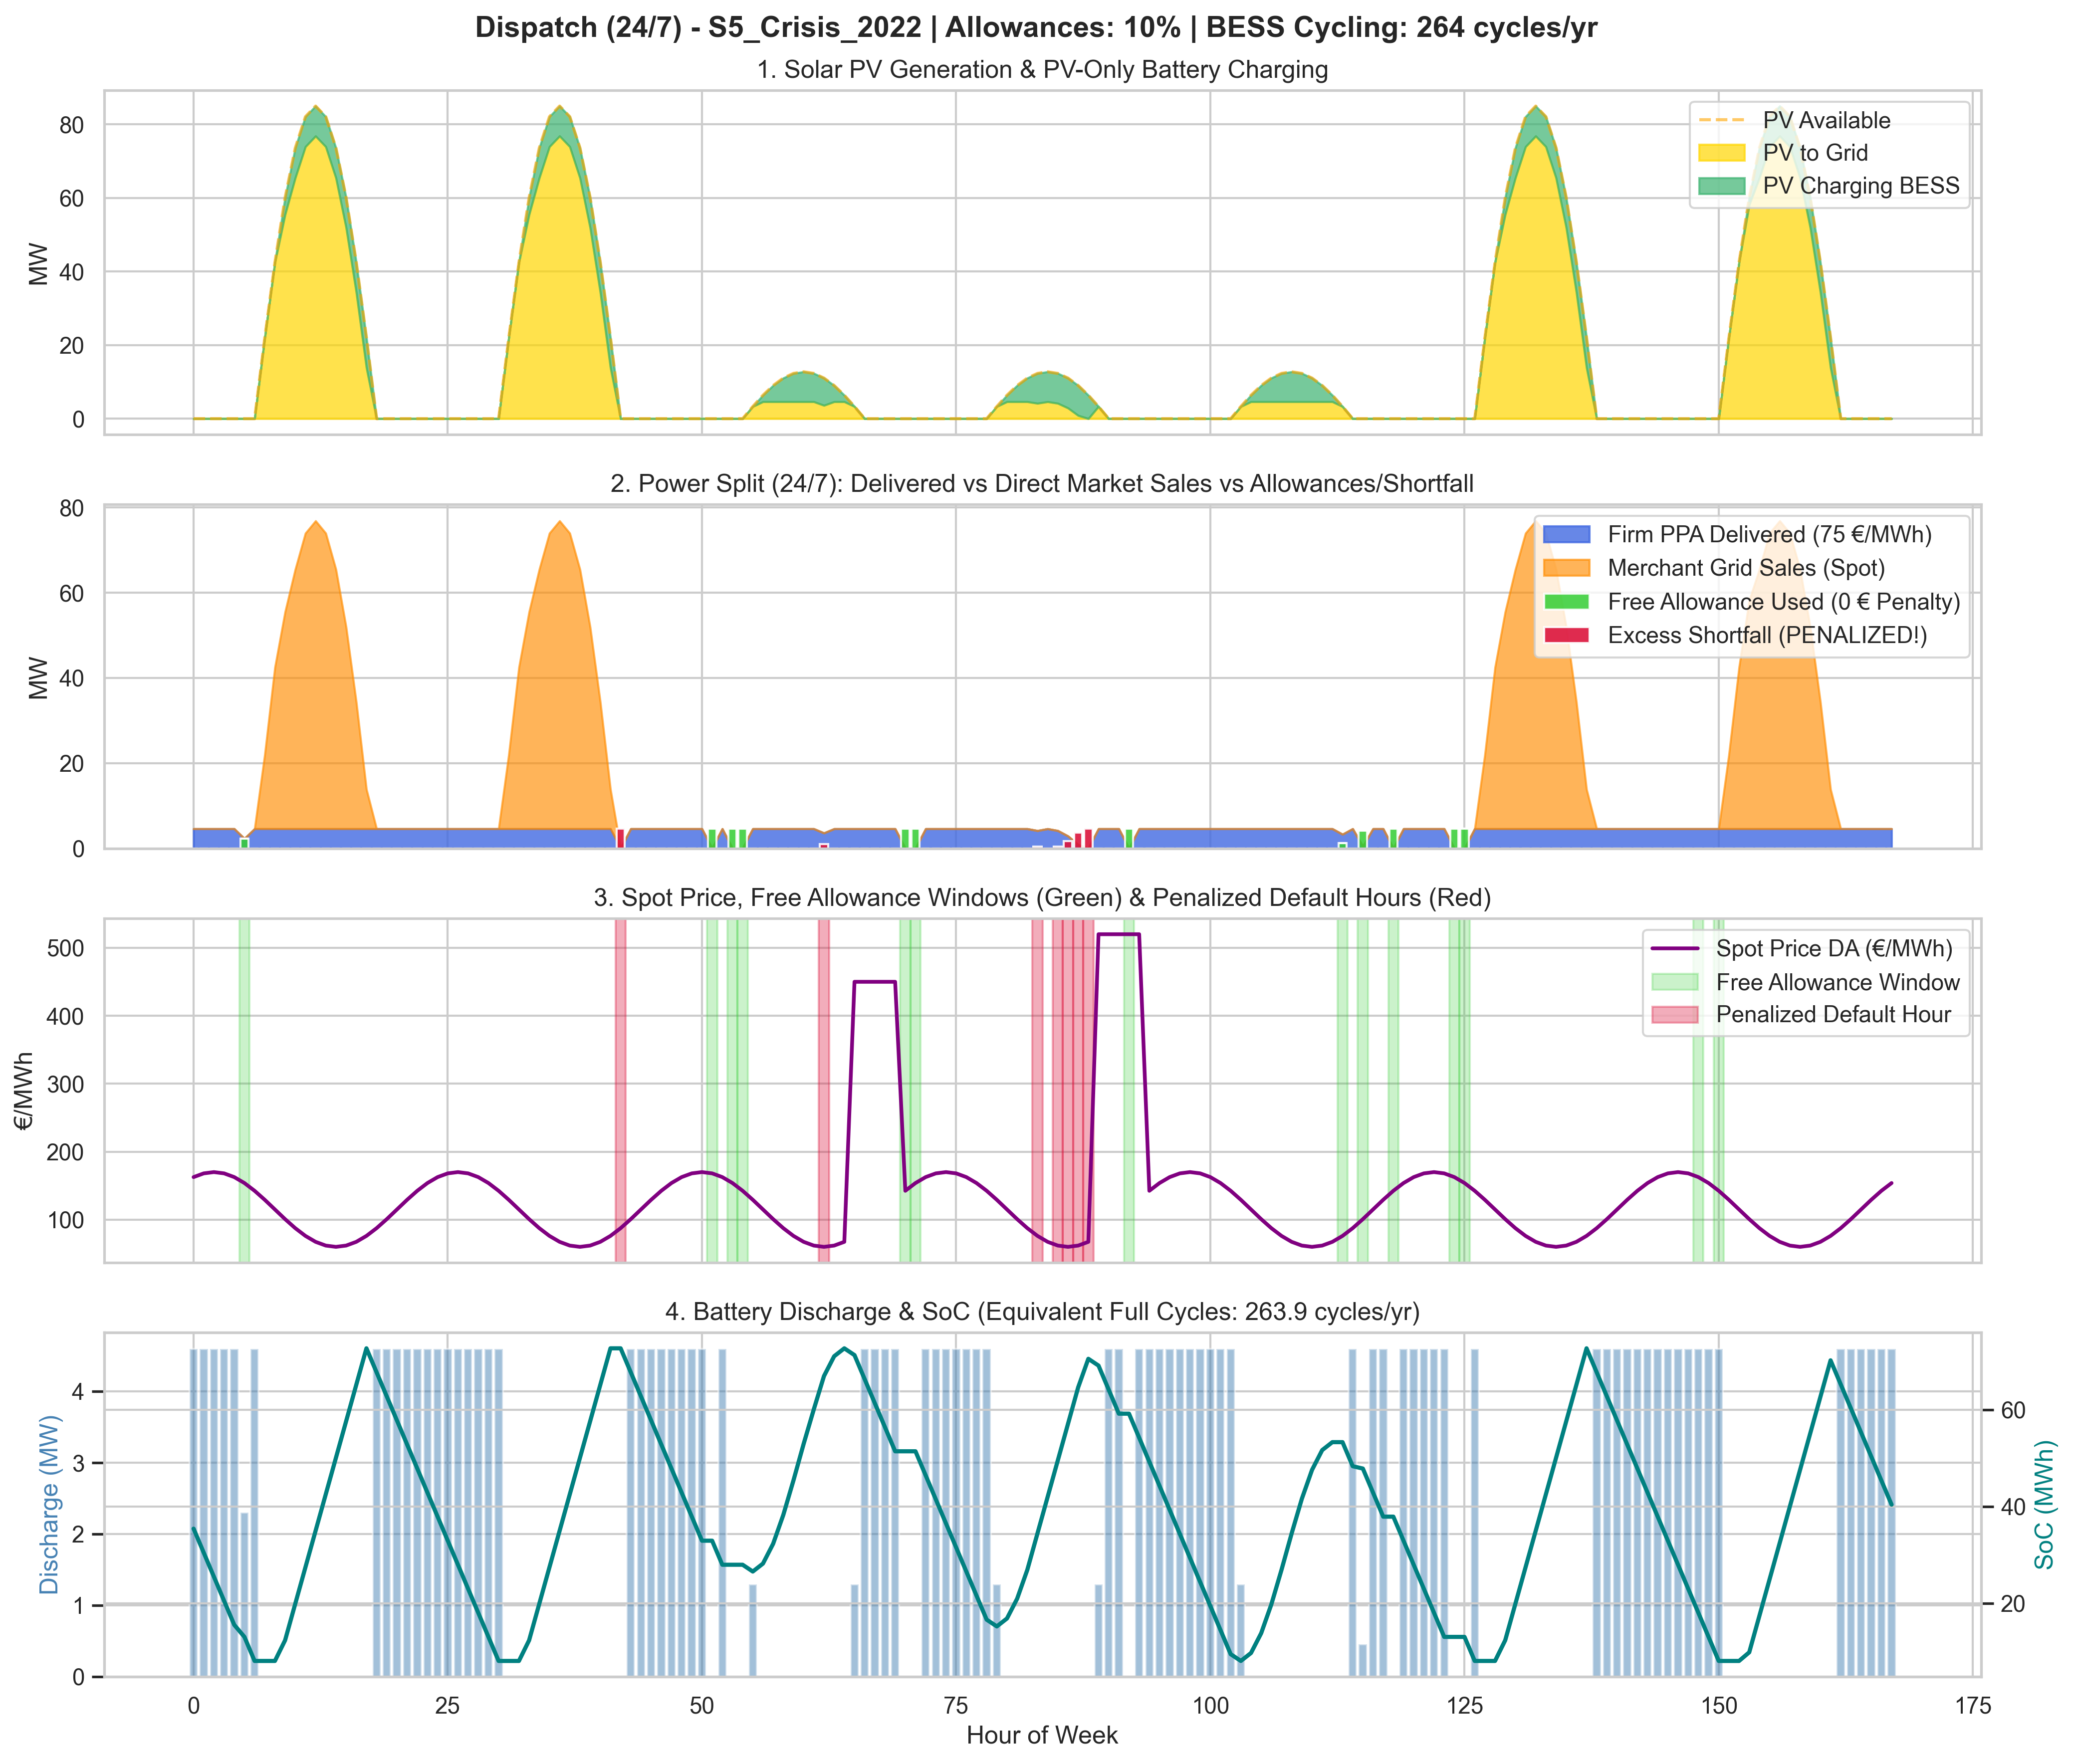 Dispatch (24/7) - S5_Crisis_2022 | Allowances: 10% | BESS Cycling: 264 cycles/yr
1. Solar PV Generation & PV-Only Battery Charging
80
60
40
20
0
MW
PV Available
PV to Grid
PV Charging BESS
2. Power Split (24/7): Delivered vs Direct Market Sales vs Allowances/Shortfall
80
60
40
20
0
MW
Firm PPA Delivered (75 €/MWh)
Merchant Grid Sales (Spot)
Free Allowance Used (0 € Penalty)
Excess Shortfall (PENALIZED!)
3. Spot Price, Free Allowance Windows (Green) & Penalized Default Hours (Red)
500
400
300
200
100
€/MWh
Spot Price DA (€/MWh)
Free Allowance Window
Penalized Default Hour
4. Battery Discharge & SoC (Equivalent Full Cycles: 263.9 cycles/yr)
4
3
2
1
0
Discharge (MW)
60
40
20
SoC (MWh)
0 25 50 75 100 125 150 175
Hour of Week